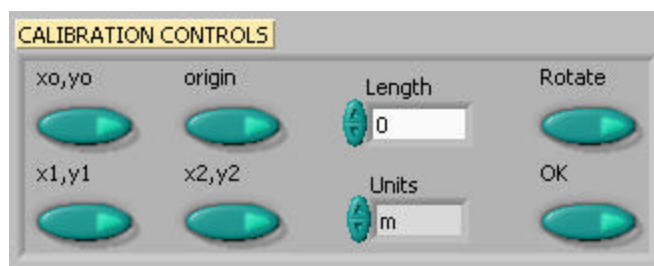 CALIBRATION CONTROLS
xo,yo origin Length Rotate
0
x1,y1 x2,y2 Units OK
m